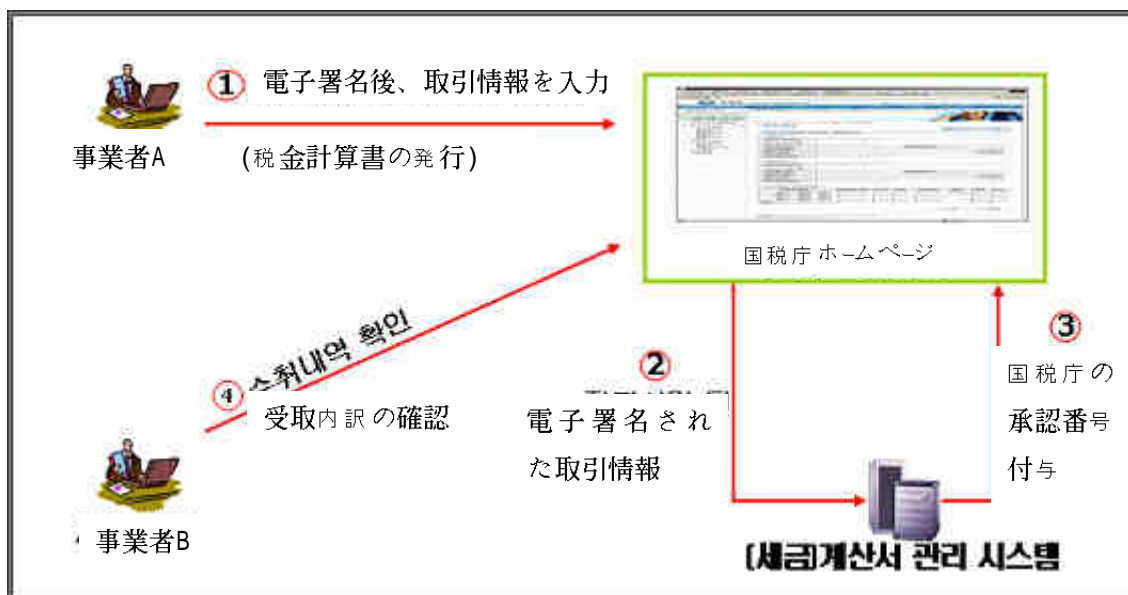 ① 電子署名後、取引情報を入力
事業者A
(税金計算書の発行)
国税庁ホームページ
④ 수취내역 확인
受取内訳の確認
②
電子署名され
た取引情報
③
国税庁の
承認番号
付与
事業者B
(세금)계산서 관리 시스템